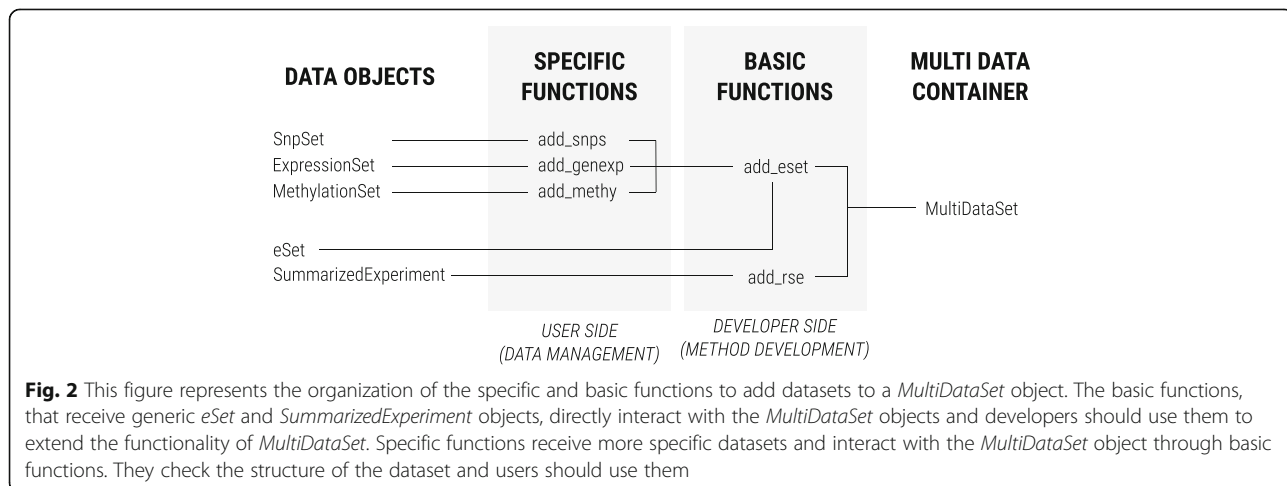 DATA OBJECTS
SPECIFIC
FUNCTIONS
BASIC
FUNCTIONS
MULTI DATA
CONTAINER
SnpSet
add_snps
ExpressionSet
add_genexp
add_eset
MethylationSet
add_methy
MultiDataSet
eSet
SummarizedExperiment
add_rse
USER SIDE
(DATA MANAGEMENT)
DEVELOPER SIDE
(METHOD DEVELOPMENT)
Fig. 2 This figure represents the organization of the specific and basic functions to add datasets to a MultiDataSet object. The basic functions,
that receive generic eSet and SummarizedExperiment objects, directly interact with the MultiDataSet objects and developers should use them to
extend the functionality of MultiDataSet. Specific functions receive more specific datasets and interact with the MultiDataSet object through basic
functions. They check the structure of the dataset and users should use them